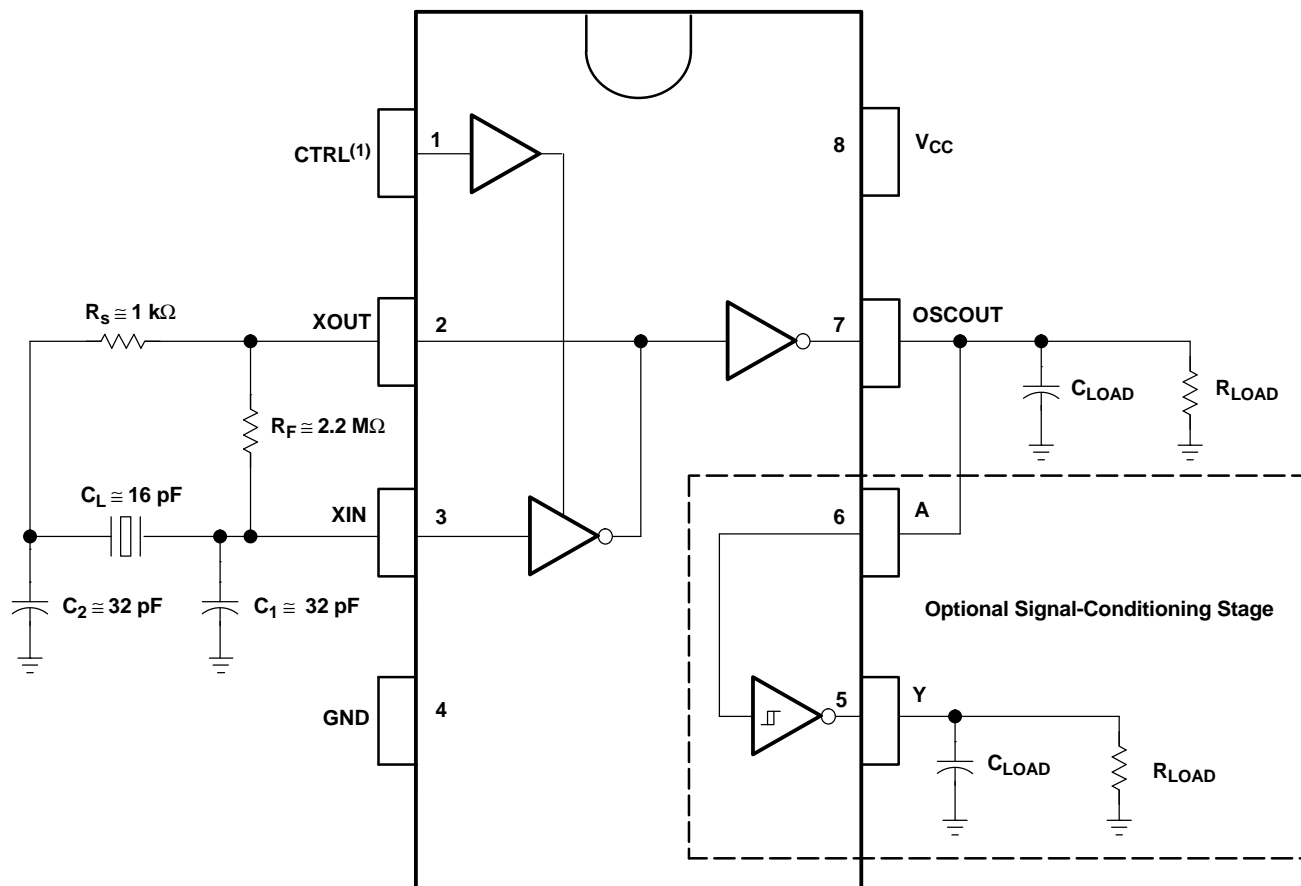 CTRL(1)
1
8
VCC
Rs ≅ 1 kΩ
XOUT
2
7
OSCOUT
RF ≅ 2.2 MΩ
CLOAD
RLOAD
CL ≅ 16 pF
XIN
3
6
A
C2 ≅ 32 pF
C1 ≅ 32 pF
Optional Signal-Conditioning Stage
GND
4
5
Y
CLOAD
RLOAD